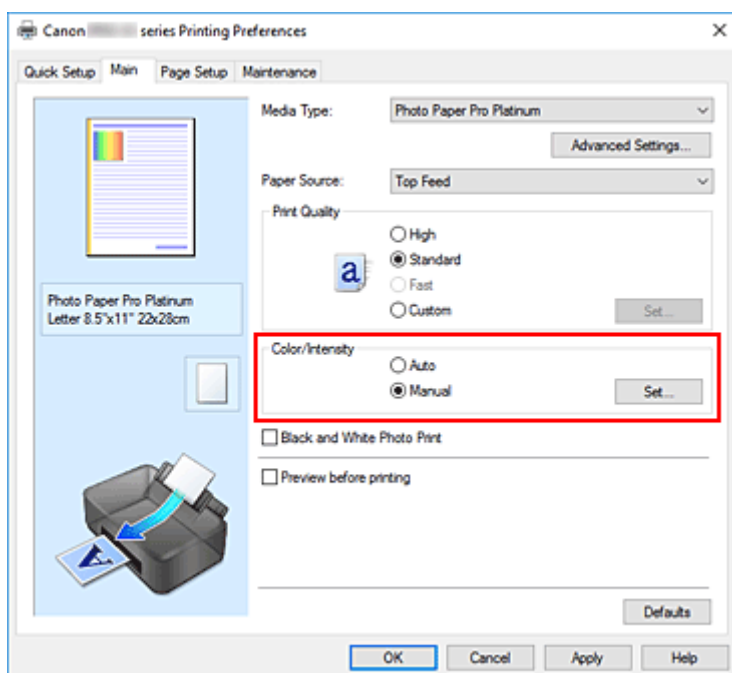 Canon series Printing Preferences
Quick Setup Main Page Setup Maintenance
Media Type: Photo Paper Pro Platinum
Advanced Settings...
Paper Source: Top Feed
Print Quality
High
Standard
Fast
Custom Set...
a
Photo Paper Pro Platinum
Letter 8.5"x11" 22x28cm
Color/Intensity
Auto
Manual Set...
Black and White Photo Print
Preview before printing
A
Defaults
OK Cancel Apply Help